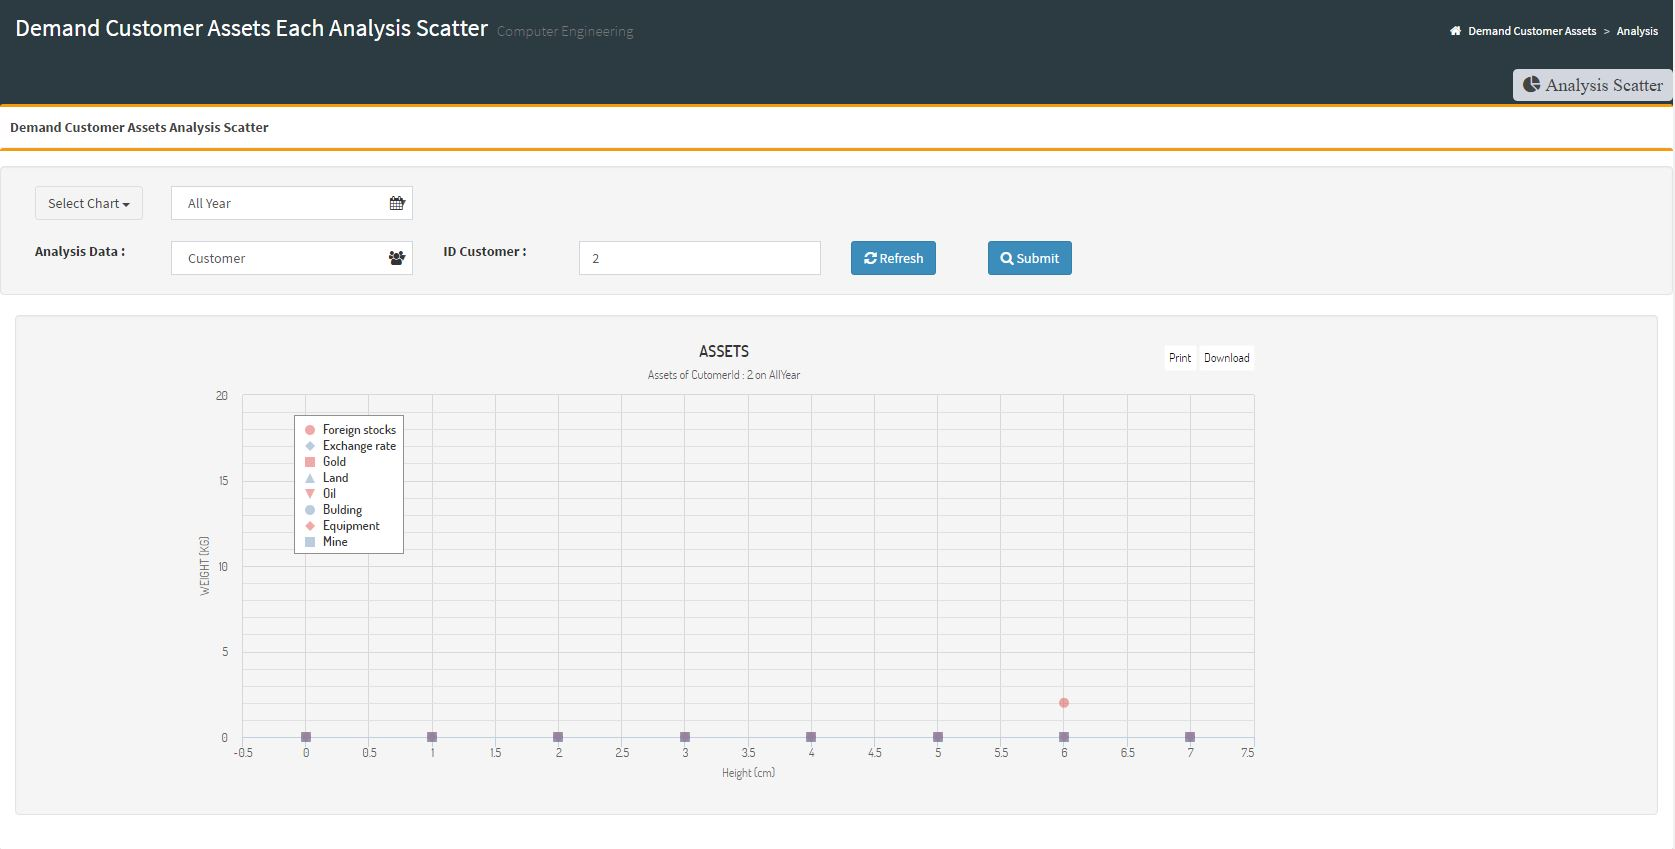 Demand Customer Assets Each Analysis Scatter Computer Engineering
Demand Customer Assets > Analysis
Analysis Scatter
Demand Customer Assets Analysis Scatter
Select Chart
All Year
Analysis Data :
Customer
ID Customer :
2
Refresh
Submit
ASSETS
Assets of CutomerId : 2 on AllYear
Print
Download
Foreign stocks
Exchange rate
Gold
Land
Oil
Bulding
Equipment
Mine
WEIGHT (KG)
20
15
10
5
0
-0.5 0 0.5 1 1.5 2 2.5 3 3.5 4 4.5 5 5.5 6 6.5 7 7.5
Height (cm)